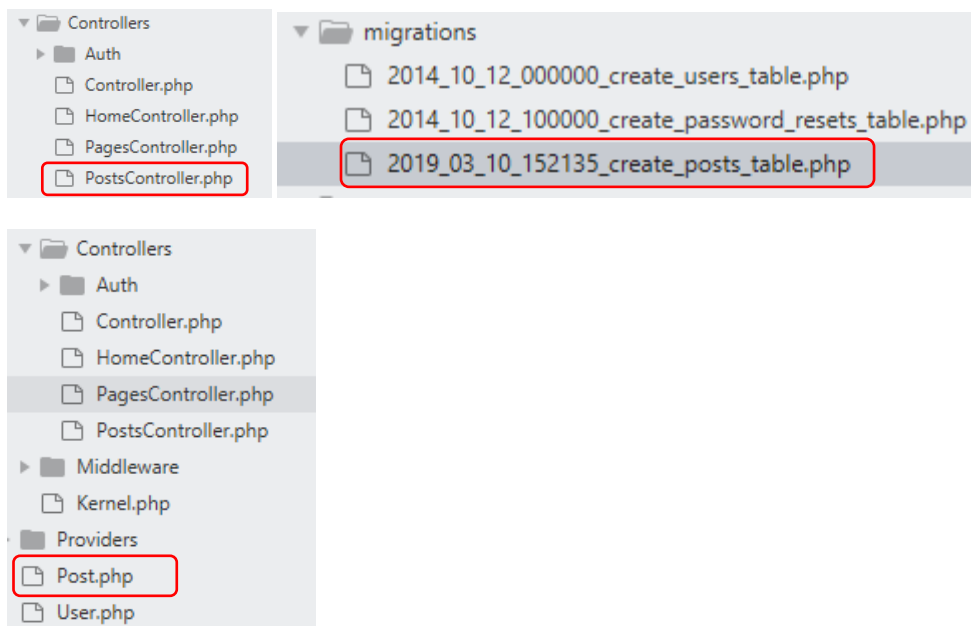 Controllers
Auth
Controller.php
HomeController.php
PagesController.php
PostsController.php
migrations
2014_10_12_000000_create_users_table.php
2014_10_12_100000_create_password_resets_table.php
2019_03_10_152135_create_posts_table.php
Controllers
Auth
Controller.php
HomeController.php
PagesController.php
PostsController.php
Middleware
Kernel.php
Providers
Post.php
User.php